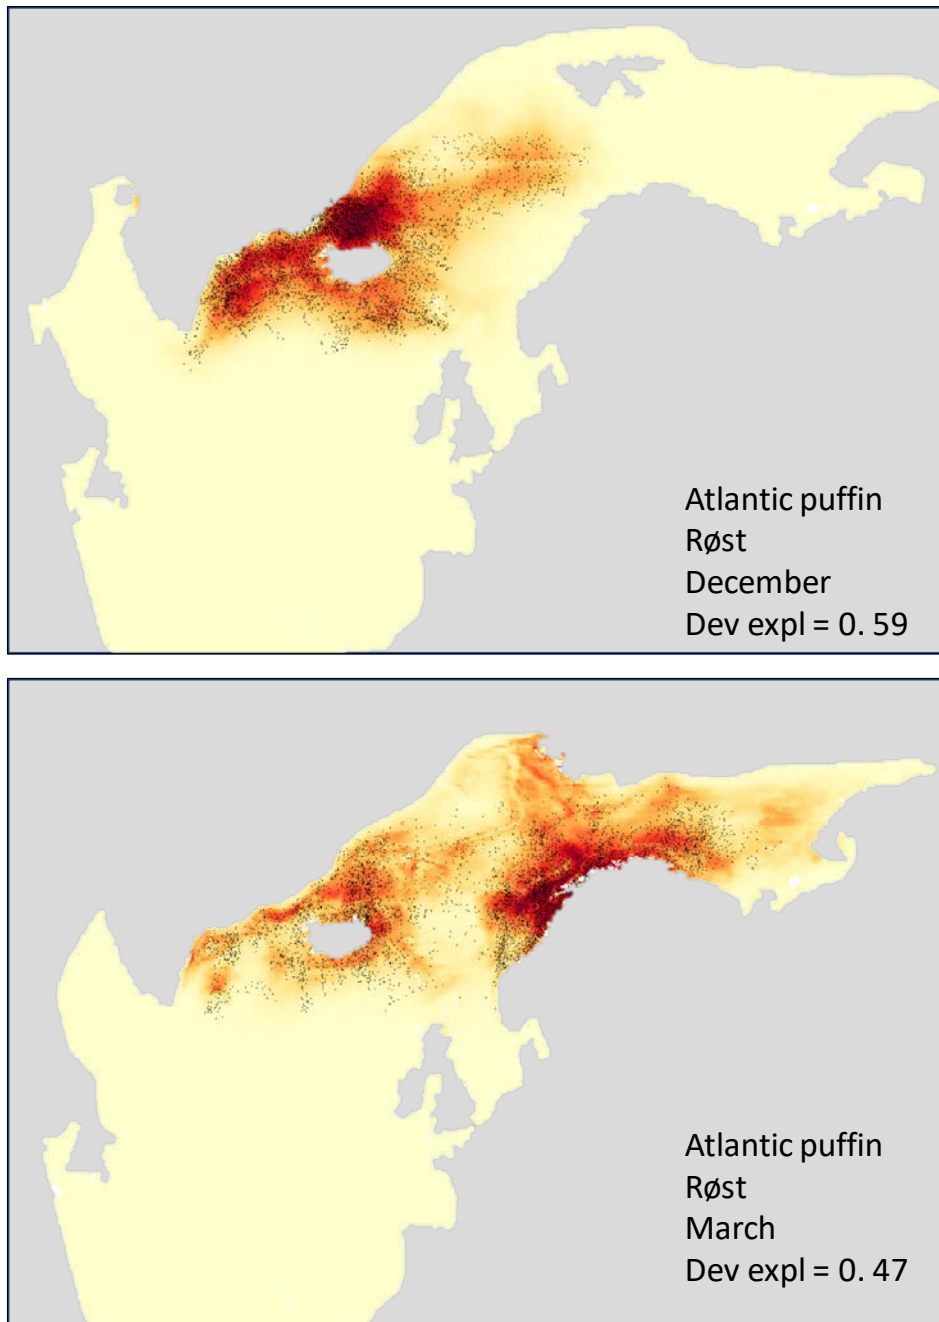 Atlantic puffin
Røst
December
Dev expl = 0. 59
Atlantic puffin
Røst
March
Dev expl = 0. 47